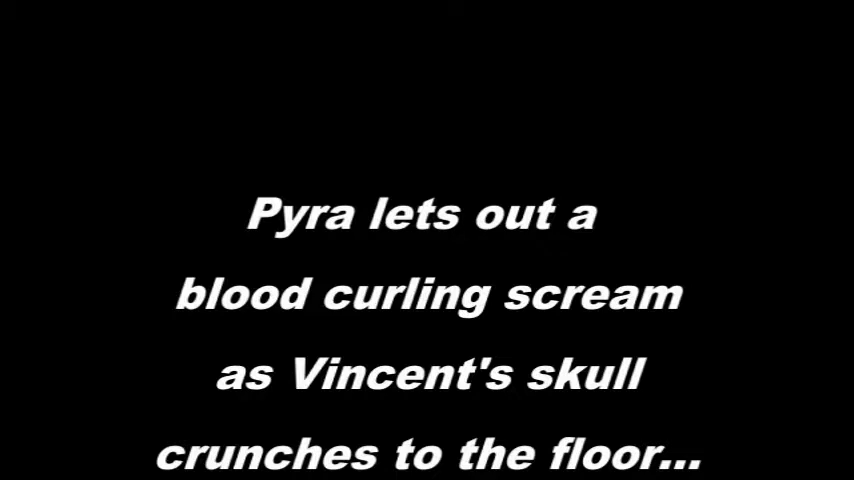 Pyra lets out a
blood curling scream
as Vincent's skull
crunches to the floor...